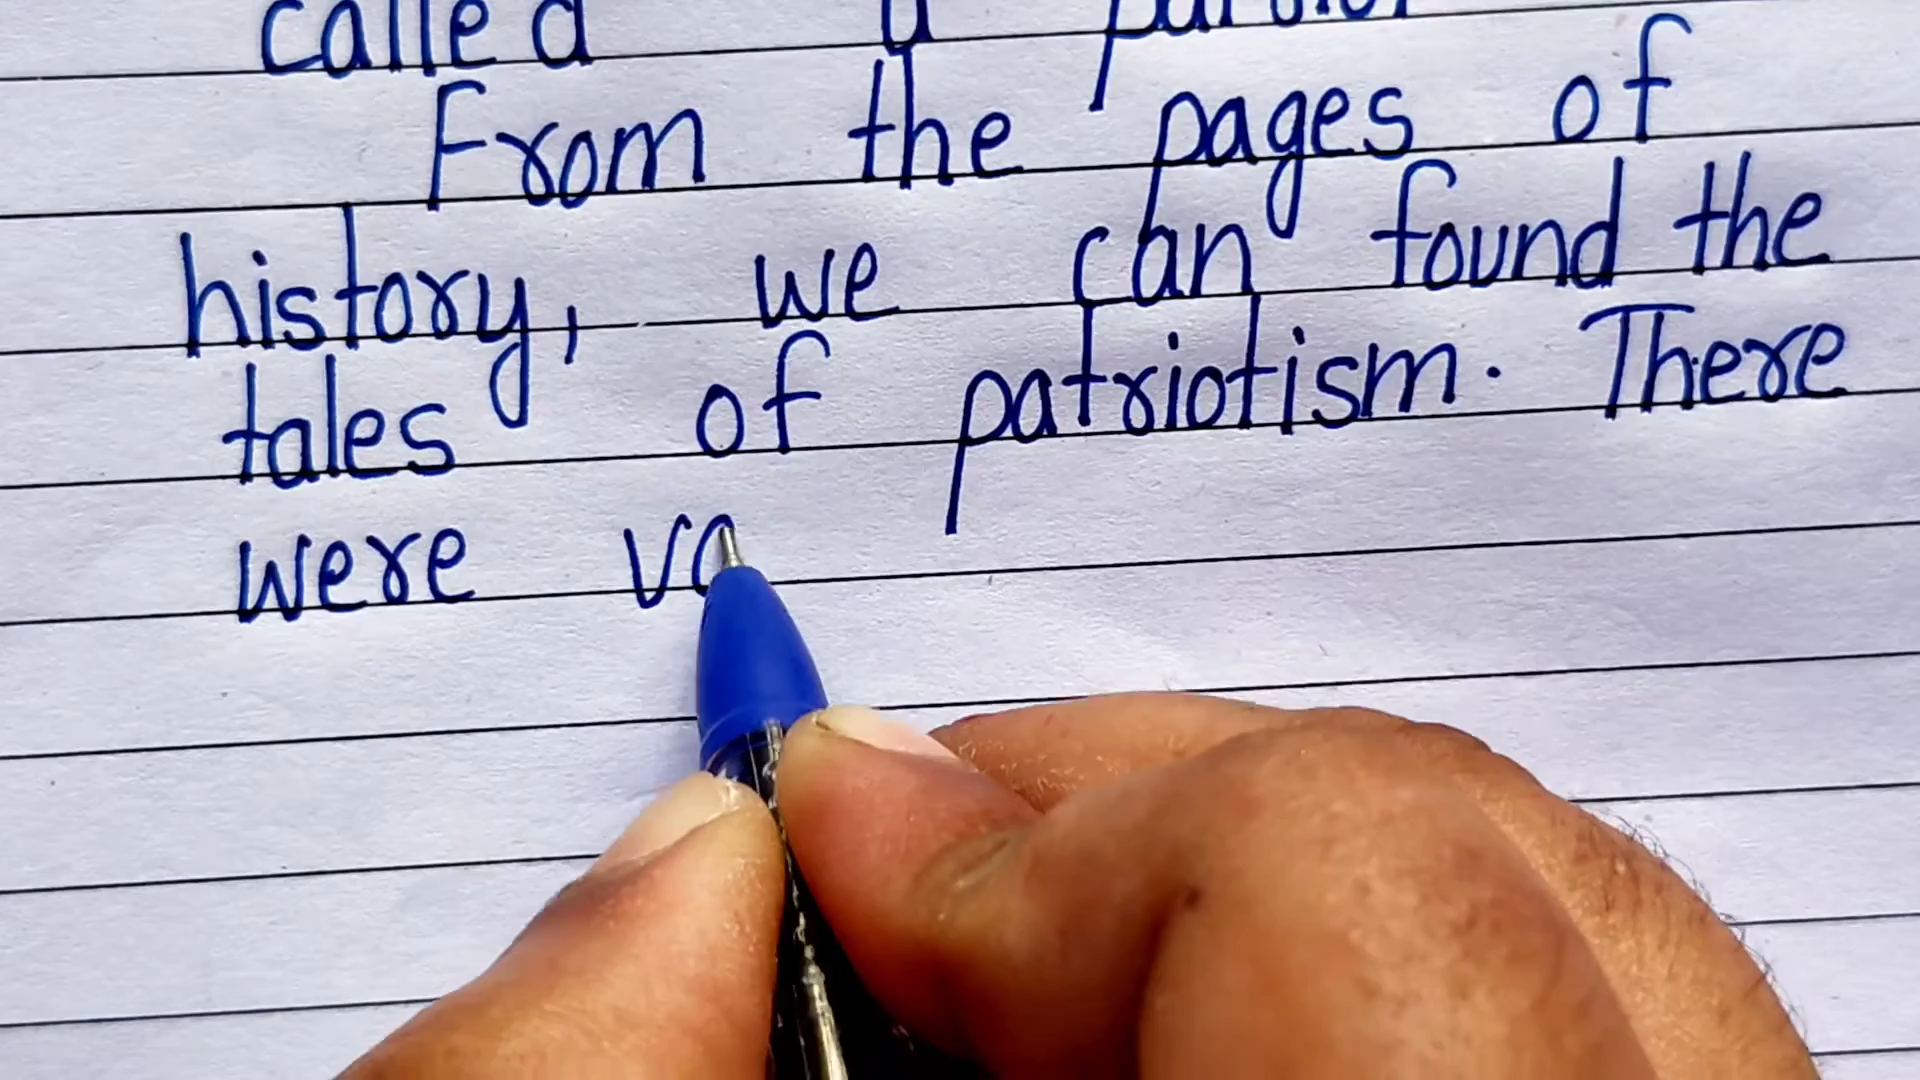 called a
From the pages of
history, we can found the
tales of patriotism. There
were